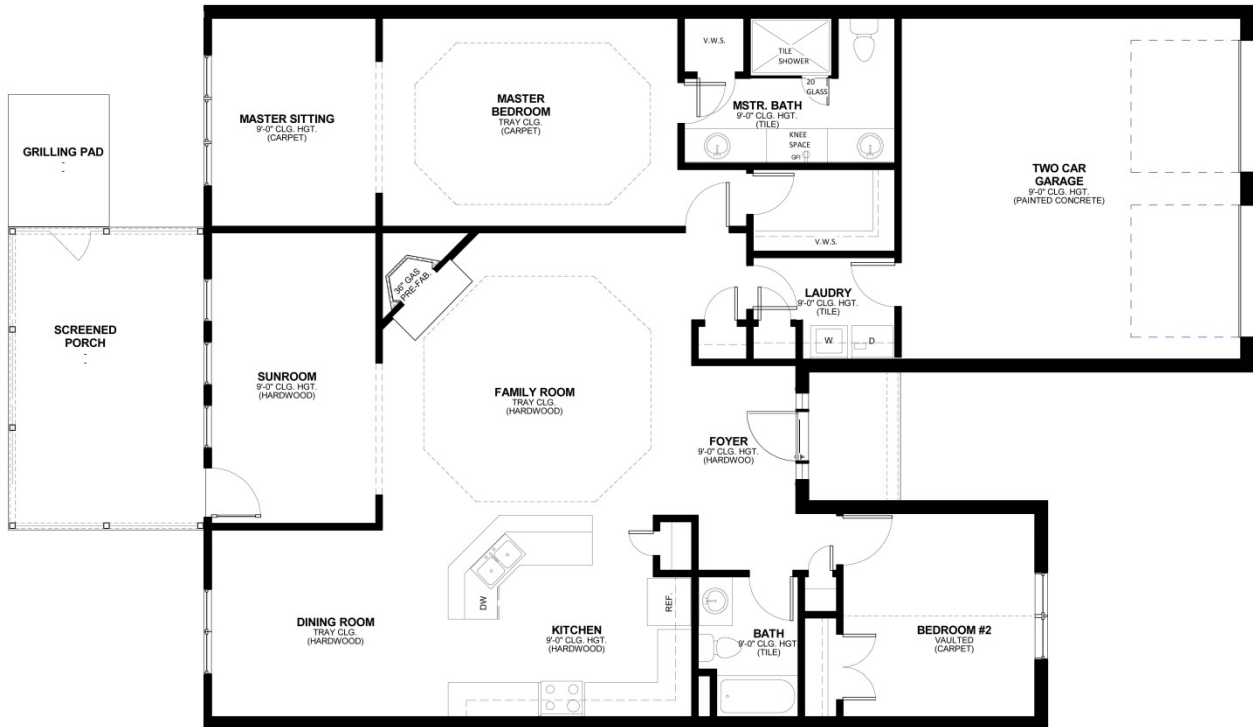 V.W.S.
TILE
SHOWER
20
GLASS
MASTER
BEDROOM
TRAY CLG.
(CARPET)
MASTER SITTING
9'-0" CLG. HGT.
(CARPET)
MSTR. BATH
9'-0" CLG. HGT.
(TILE)
KNEE
SPACE
GFI
GRILLING PAD
-
-
TWO CAR
GARAGE
9'-0" CLG. HGT.
(PAINTED CONCRETE)
V.W.S.
36" GAS
PRE-FAB.
LAUDRY
9'-0" CLG. HGT.
(TILE)
W.
D
SCREENED
PORCH
-
-
SUNROOM
9'-0" CLG. HGT.
(HARDWOOD)
FAMILY ROOM
TRAY CLG.
(HARDWOOD)
FOYER
9'-0" CLG. HGT.
(HARDWOO)
DW
REF.
DINING ROOM
TRAY CLG.
(HARDWOOD)
KITCHEN
9'-0" CLG. HGT.
(HARDWOOD)
BATH
9'-0" CLG. HGT
(TILE)
BEDROOM #2
VAULTED
(CARPET)